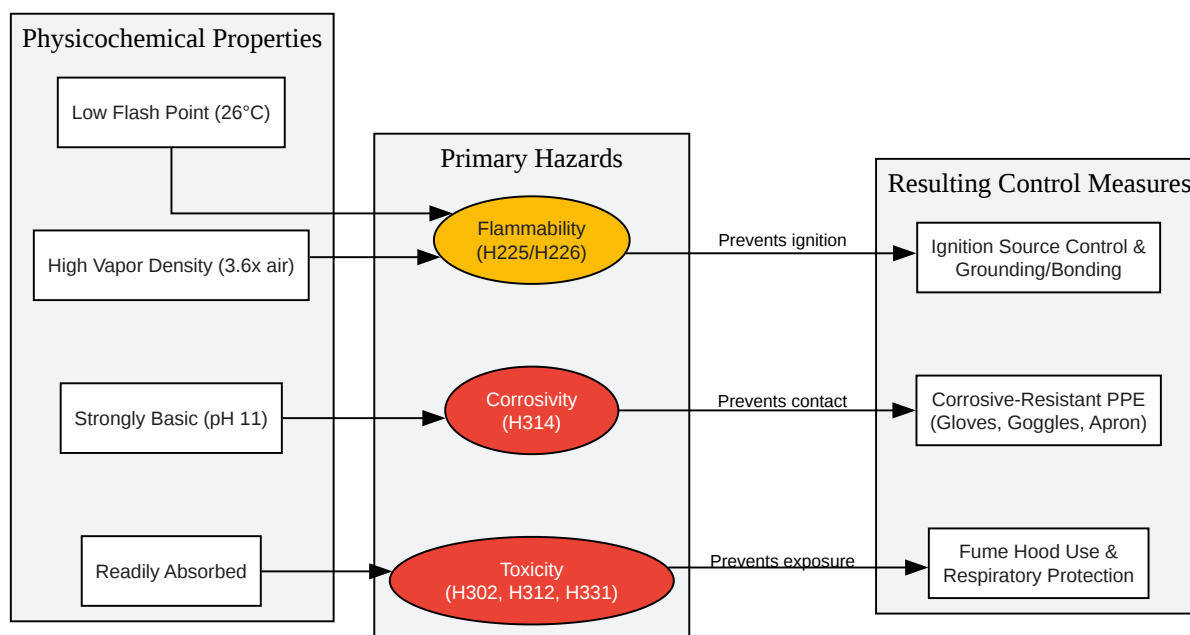 Physicochemical Properties
Low Flash Point (26°C)
High Vapor Density (3.6x air)
Strongly Basic (pH 11)
Readily Absorbed
Primary Hazards
Flammability
(H225/H226)
Corrosivity
(H314)
Toxicity
(H302, H312, H331)
Prevents ignition
Prevents contact
Prevents exposure
Resulting Control Measures
Ignition Source Control &
Grounding/Bonding
Corrosive-Resistant PPE
(Gloves, Goggles, Apron)
Fume Hood Use &
Respiratory Protection